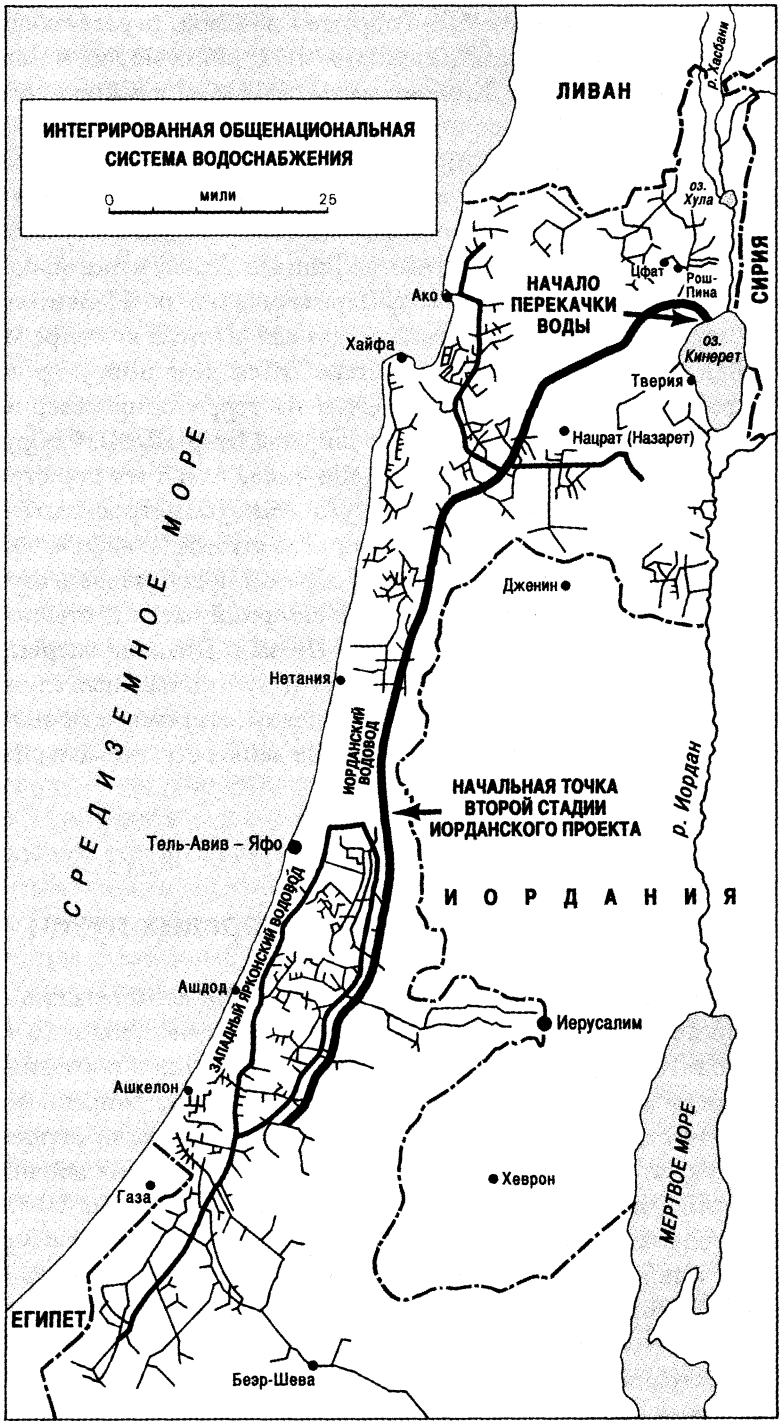 р. Хасбани
ЛИВАН
ИНТЕГРИРОВАННАЯ ОБЩЕНАЦИОНАЛЬНАЯ
СИСТЕМА ВОДОСНАБЖЕНИЯ
0 МИЛИ 25
оз.
Хула
СИРИЯ
Цфат
Рош-
Пина
НАЧАЛО
ПЕРЕКАЧКИ
ВОДЫ
Ако
Хайфа
оз.
Кинерет
Тверия
Нацрат (Назарет)
СРЕДИЗЕМНОЕ МОРЕ
Дженин
Нетания
ИОРДАНСКИЙ
ВОДОВОД
НАЧАЛЬНАЯ ТОЧКА
ВТОРОЙ СТАДИИ
ИОРДАНСКОГО ПРОЕКТА
р. Иордан
Тель-Авив – Яфо
ИОРДАНИЯ
ЗАПАДНЫЙ ЯРКОНСКИЙ ВОДОВОД
Ашдод
Иерусалим
Ашкелон
МЕРТВОЕ МОРЕ
Хеврон
Газа
ЕГИПЕТ
Беэр-Шева